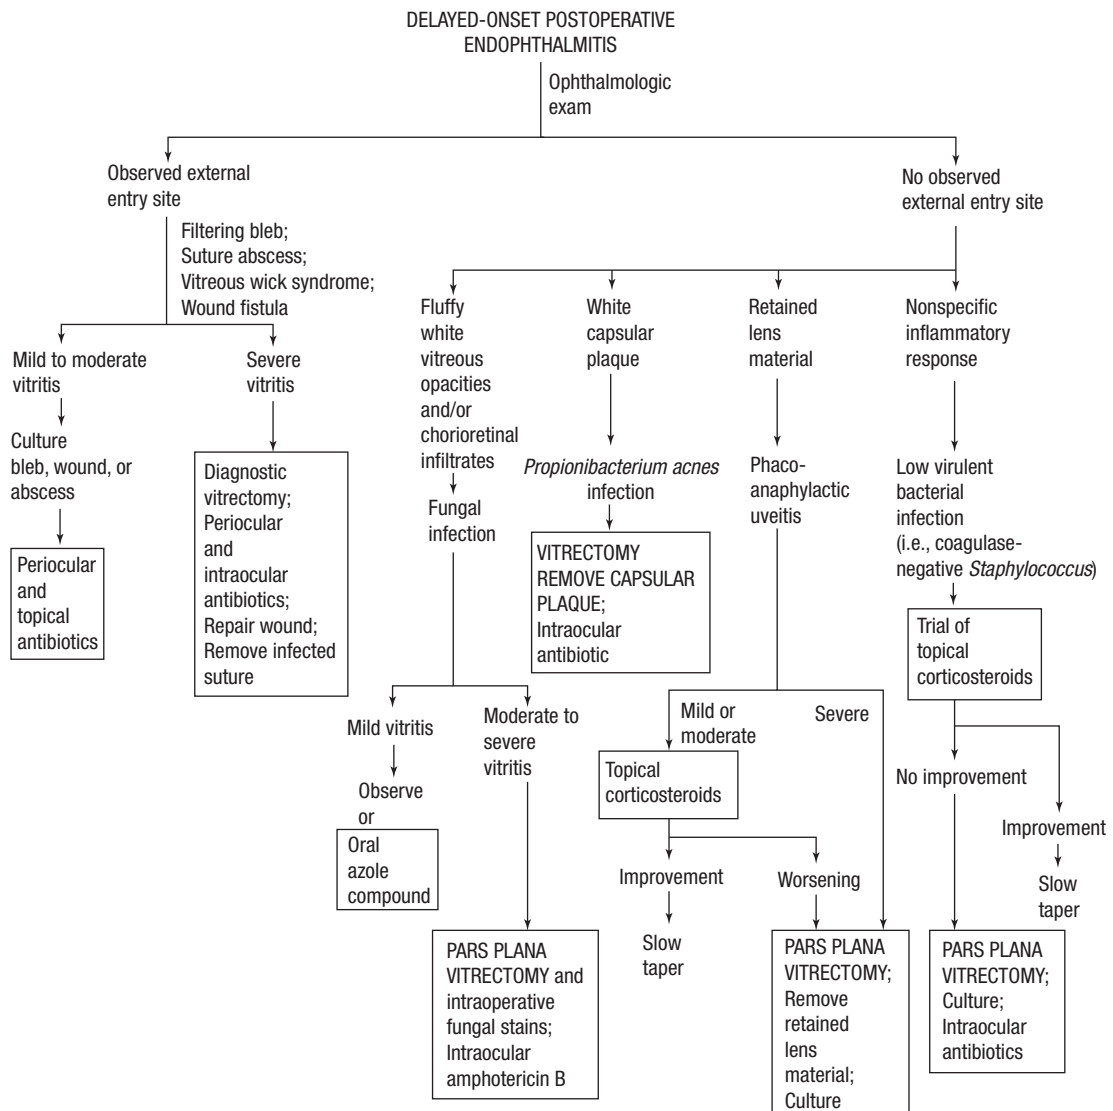 DELAYED-ONSET POSTOPERATIVE
ENDOPHTHALMITIS
Ophthalmologic
exam
Observed external
entry site
No observed
external entry site
Filtering bleb;
Suture abscess;
Vitreous wick syndrome;
Wound fistula
Mild to moderate
vitritis
Severe
vitritis
Culture
bleb, wound, or
abscess
Periocular
and
topical
antibiotics
Diagnostic
vitrectomy;
Periocular
and
intraocular
antibiotics;
Repair wound;
Remove infected
suture
Fluffy
white
vitreous
opacities
and/or
chorioretinal
infiltrates
Fungal
infection
Mild vitritis
Observe
or
Oral
azole
compound
Moderate to
severe
vitritis
PARS PLANA
VITRECTOMY and
intraoperative
fungal stains;
Intraocular
amphotericin B
White
capsular
plaque
Propionibacterium acnes
infection
VITRECTOMY
REMOVE CAPSULAR
PLAQUE;
Intraocular
antibiotic
Retained
lens
material
Phaco-
anaphylactic
uveitis
Mild or
moderate
Severe
Topical
corticosteroids
Improvement
Slow
taper
Worsening
PARS PLANA
VITRECTOMY;
Remove
retained
lens
material;
Culture
Nonspecific
inflammatory
response
Low virulent
bacterial
infection
(i.e., coagulase-
negative Staphylococcus)
Trial of
topical
corticosteroids
No improvement
Improvement
Slow
taper
PARS PLANA
VITRECTOMY;
Culture;
Intraocular
antibiotics